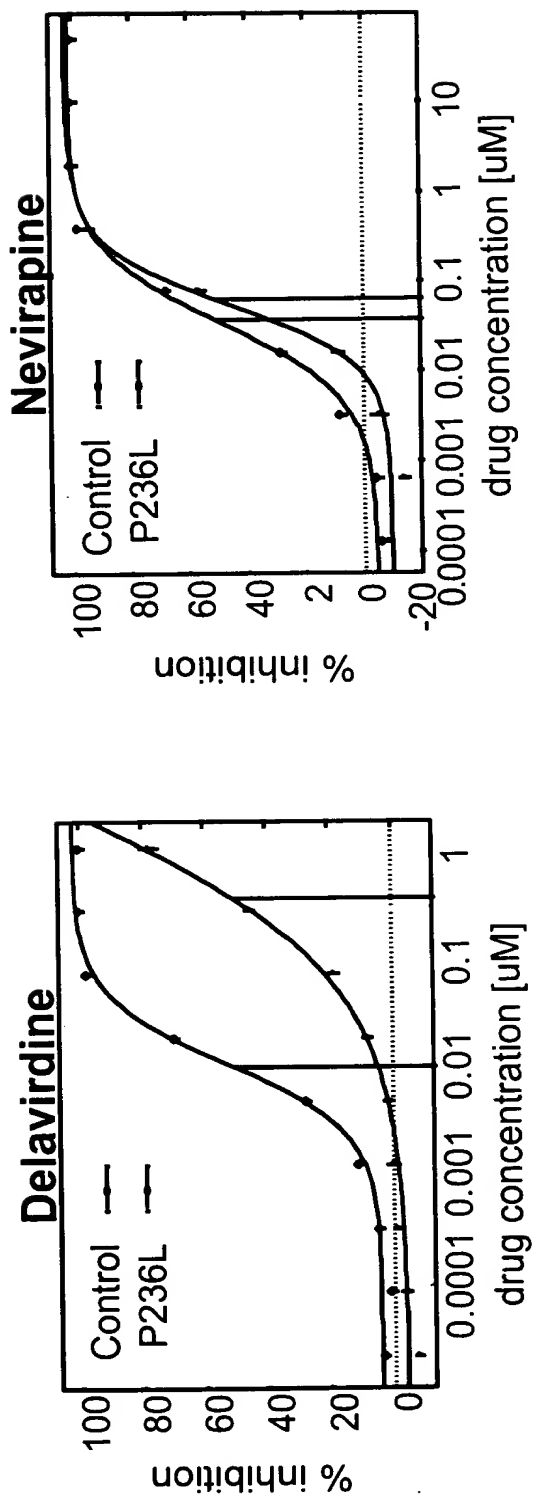 Delavirdine
Control
P236L
% inhibition
100
80
60
40
20
0
0.0001 0.001 0.01 0.1 1
drug concentration [uM]
Nevirapine
Control
P236L
% inhibition
100
80
60
40
2
0
-20
0.0001 0.001 0.01 0.1 1 10
drug concentration [uM]